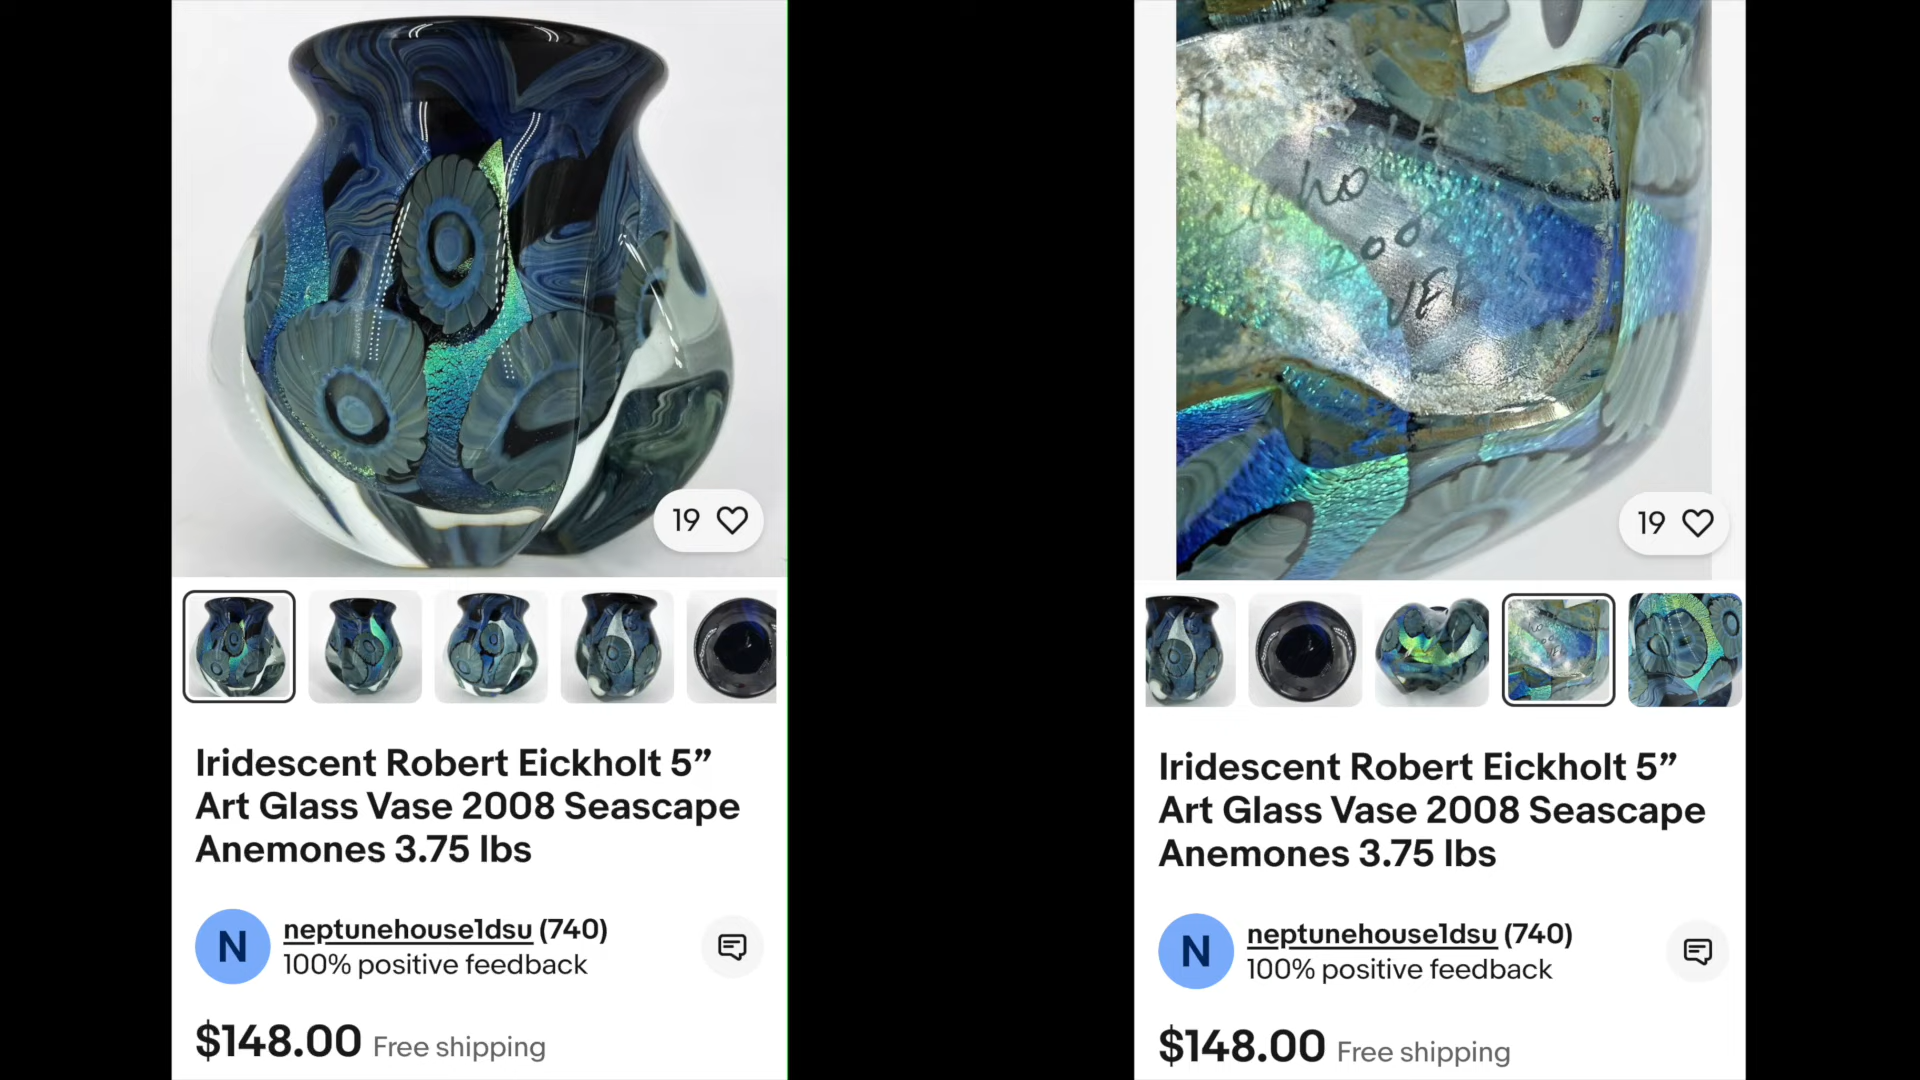 19
Iridescent Robert Eickholt 5”
Art Glass Vase 2008 Seascape
Anemones 3.75 lbs
N
neptunehouse1dsu (740)
100% positive feedback
$148.00 Free shipping
19
Iridescent Robert Eickholt 5”
Art Glass Vase 2008 Seascape
Anemones 3.75 lbs
N
neptunehouse1dsu (740)
100% positive feedback
$148.00 Free shipping